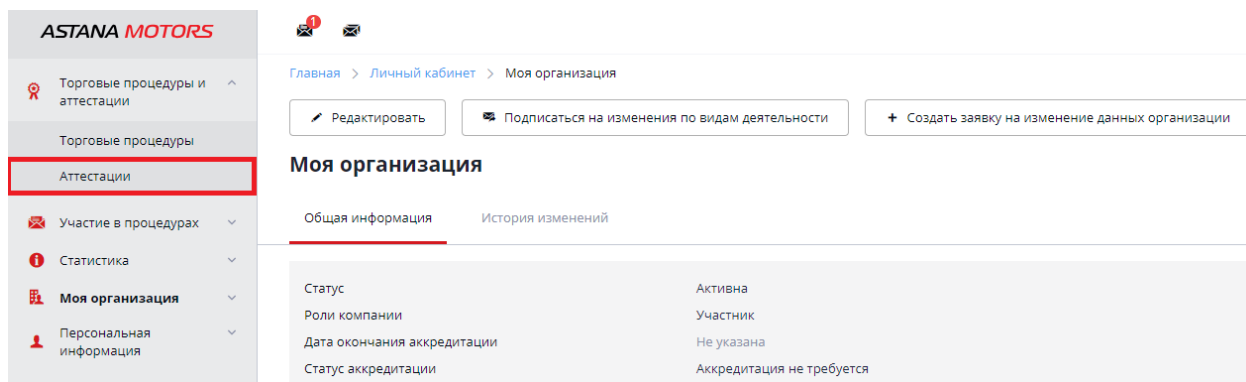 ASTANA MOTORS
1
Торговые процедуры и
аттестации
Торговые процедуры
Аттестации
Участие в процедурах
Статистика
Моя организация
Персональная
информация
Главная > Личный кабинет > Моя организация
Редактировать
Подписаться на изменения по видам деятельности
+ Создать заявку на изменение данных организации
Моя организация
Общая информация История изменений
Статус Активна
Роли компании Участник
Дата окончания аккредитации Не указана
Статус аккредитации Аккредитация не требуется